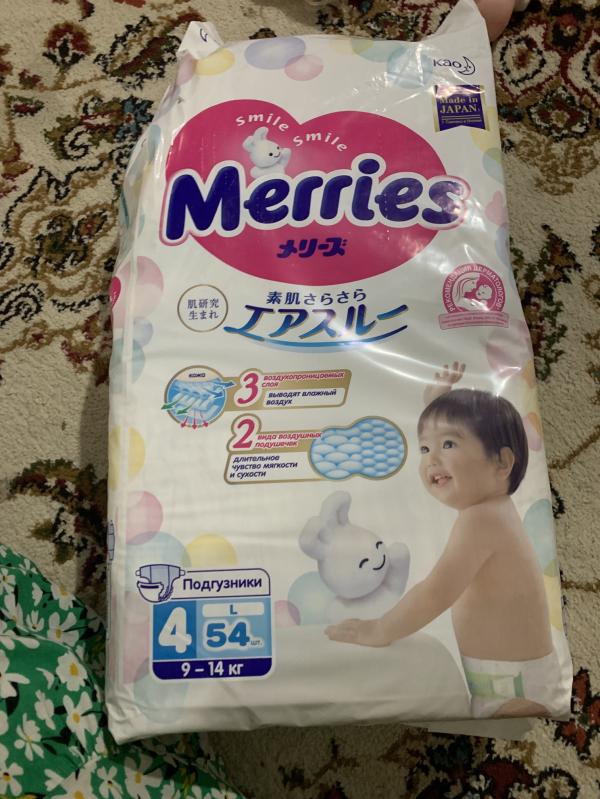 Kao
Made in
JAPAN
Smile Smile
Merries
メリーズ
肌研究
生まれ
素肌さらさら
エアスルー
РЕКОМЕНДАЦИИ ДЕРМАТОЛОГОВ
кожа
3 воздухопроницаемых
слоя
выводят влажный
воздух
2 вида воздушных
подушечек
длительное
чувство мягкости
и сухости
Подгузники
4
L
54 шт.
9 – 14 кг